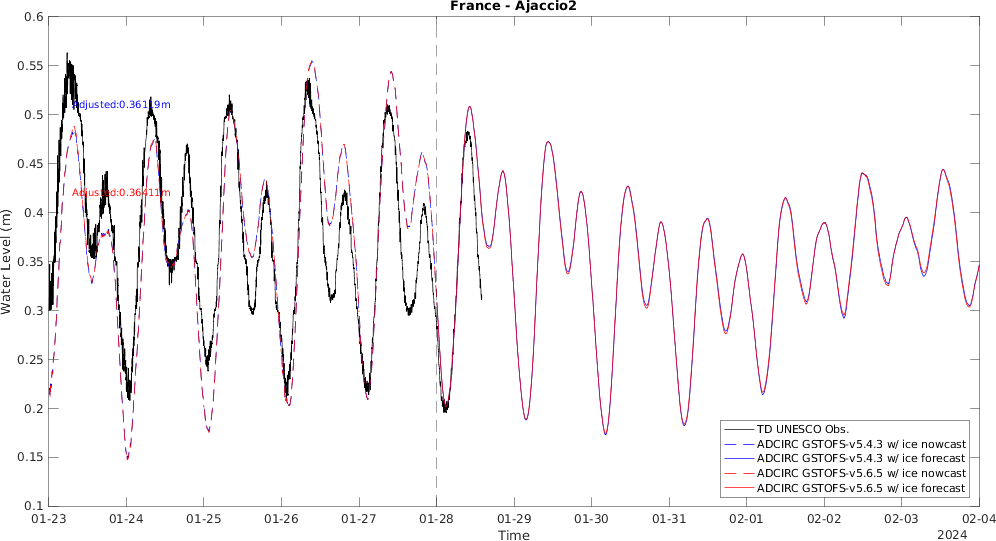 France - Ajaccio2
0.6
0.55
0.5
0.45
0.4
0.35
0.3
0.25
0.2
0.15
0.1
Water Level (m)
Adjusted:0.36119m
Adjusted:0.36411m
TD UNESCO Obs.
ADCIRC GSTOFS-v5.4.3 w/ ice nowcast
ADCIRC GSTOFS-v5.4.3 w/ ice forecast
ADCIRC GSTOFS-v5.6.5 w/ ice nowcast
ADCIRC GSTOFS-v5.6.5 w/ ice forecast
01-23 01-24 01-25 01-26 01-27 01-28 01-29 01-30 01-31 02-01 02-02 02-03 02-04
Time
2024